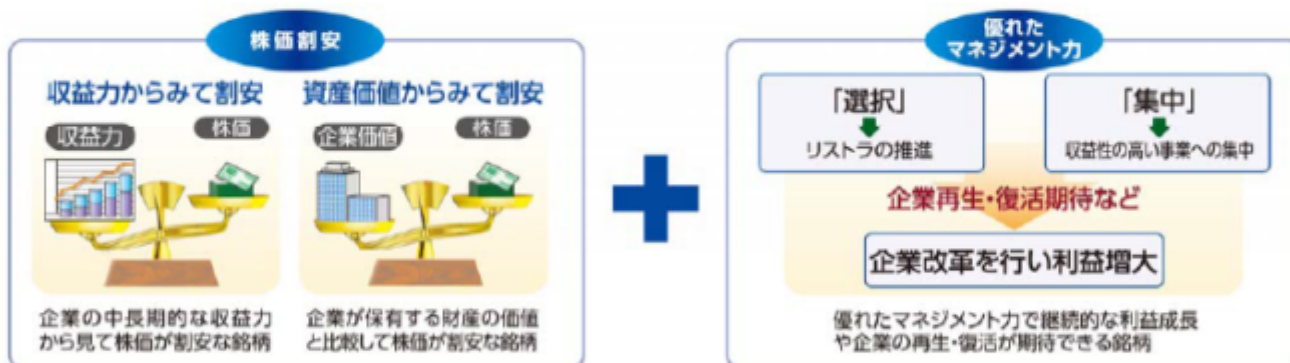 株価割安
収益力からみて割安
収益力
株価
企業の中長期的な収益力
から見て株価が割安な銘柄
資産価値からみて割安
企業価値
株価
企業が保有する財産の価値
と比較して株価が割安な銘柄
優れた
マネジメント力
「選択」
リストラの推進
「集中」
収益性の高い事業への集中
企業再生・復活期待など
企業改革を行い利益増大
優れたマネジメント力で継続的な利益成長
や企業の再生・復活が期待できる銘柄